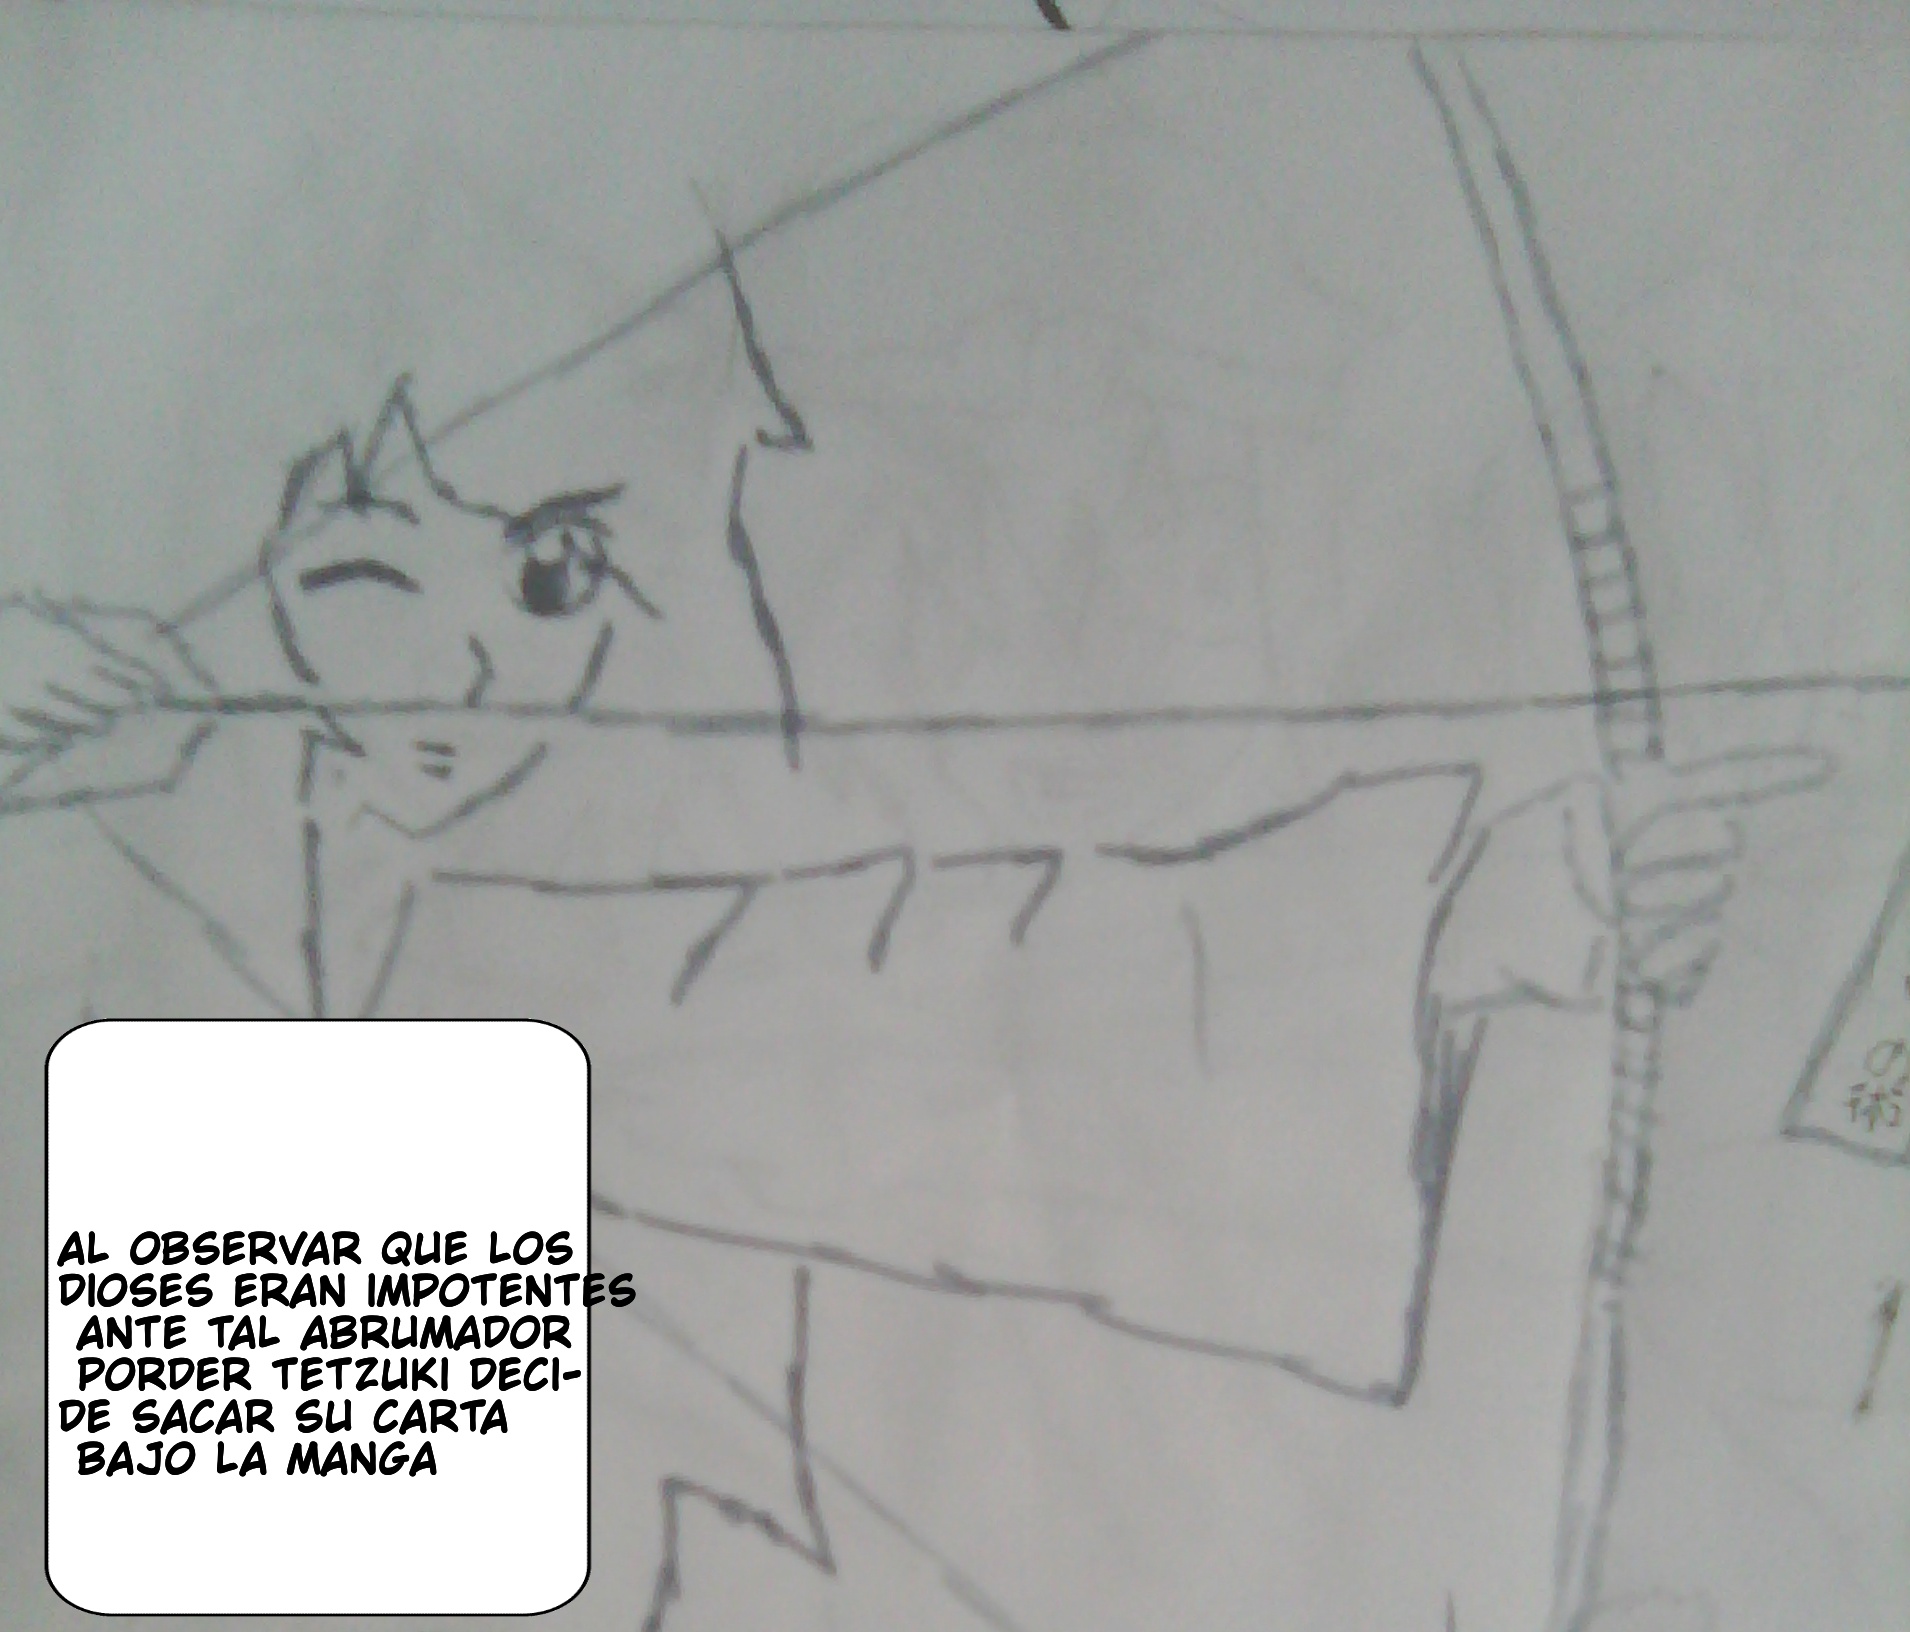 AL OBSERVAR QUE LOS
DIOSES ERAN IMPOTENTES
ANTE TAL ABRUMADOR
PORDER TETZUKI DECI-
DE SACAR SU CARTA
BAJO LA MANGA